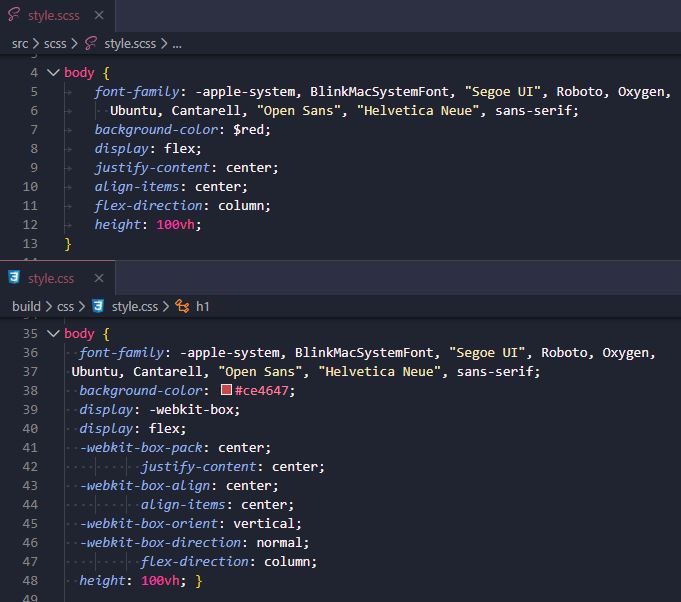 style.scss
src > scss > style.scss > ...
4 body {
5 font-family: -apple-system, BlinkMacSystemFont, "Segoe UI", Roboto, Oxygen,
6 Ubuntu, Cantarell, "Open Sans", "Helvetica Neue", sans-serif;
7 background-color: $red;
8 display: flex;
9 justify-content: center;
10 align-items: center;
11 flex-direction: column;
12 height: 100vh;
13 }
style.css
build > css > style.css > h1
35 body {
36 font-family: -apple-system, BlinkMacSystemFont, "Segoe UI", Roboto, Oxygen,
37 Ubuntu, Cantarell, "Open Sans", "Helvetica Neue", sans-serif;
38 background-color: #ce4647;
39 display: -webkit-box;
40 display: flex;
41 -webkit-box-pack: center;
42 justify-content: center;
43 -webkit-box-align: center;
44 align-items: center;
45 -webkit-box-orient: vertical;
46 -webkit-box-direction: normal;
47 flex-direction: column;
48 height: 100vh; }
49